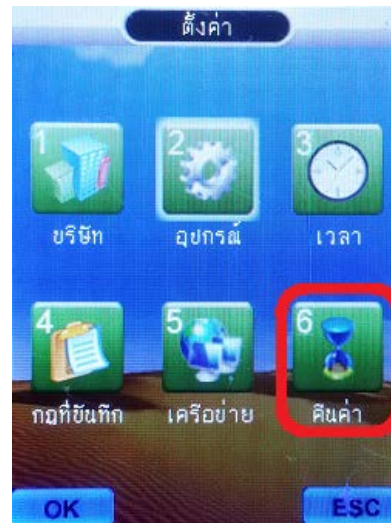 ตั้งค่า
1
2
3
บริษัท
อุปกรณ์
เวลา
4
5
6
กฎที่บันทึก
เครือข่าย
คืนค่า
OK
ESC